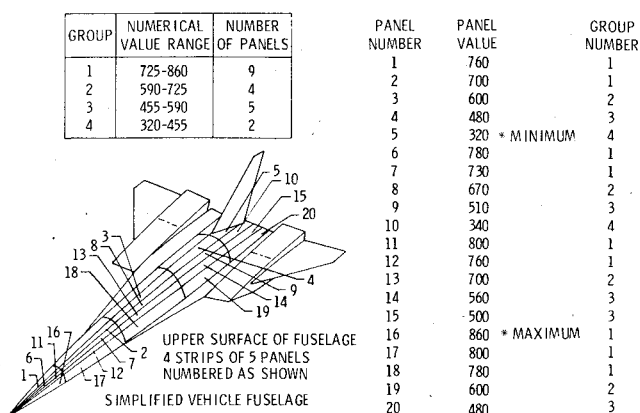 GROUP NUMERICAL VALUE RANGE NUMBER OF PANELS
1 725-860 9
2 590-725 4
3 455-590 5
4 320-455 2
5
10
15
20
3
8
13
18
4
9
14
19
16
11
6
1
2
7
12
17
UPPER SURFACE OF FUSELAGE
4 STRIPS OF 5 PANELS
NUMBERED AS SHOWN
SIMPLIFIED VEHICLE FUSELAGE
PANEL NUMBER PANEL VALUE GROUP NUMBER
1 760 1
2 700 1
3 600 2
4 480 3
5 320 * MINIMUM 4
6 780 1
7 730 1
8 670 2
9 510 3
10 340 4
11 800 1
12 760 1
13 700 2
14 560 3
15 500 3
16 860 * MAXIMUM 1
17 800 1
18 780 1
19 600 2
20 480 3